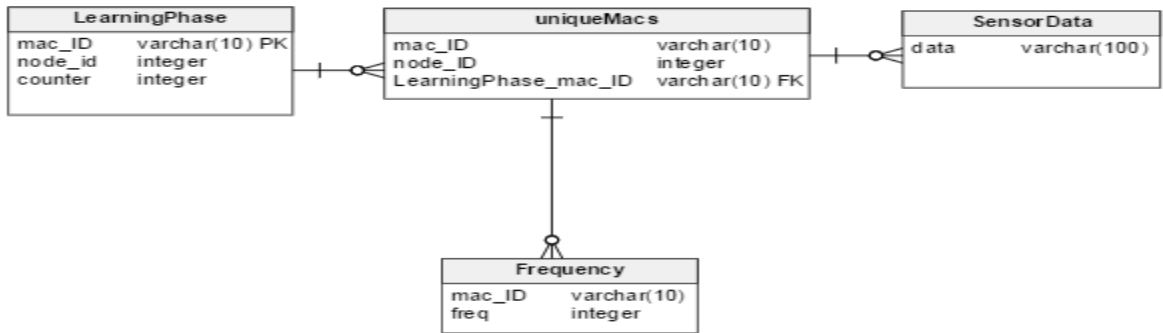 LearningPhase
mac_ID varchar(10) PK
node_id integer
counter integer
uniqueMacs
mac_ID varchar(10)
node_ID integer
LearningPhase_mac_ID varchar(10) FK
SensorData
data varchar(100)
Frequency
mac_ID varchar(10)
freq integer